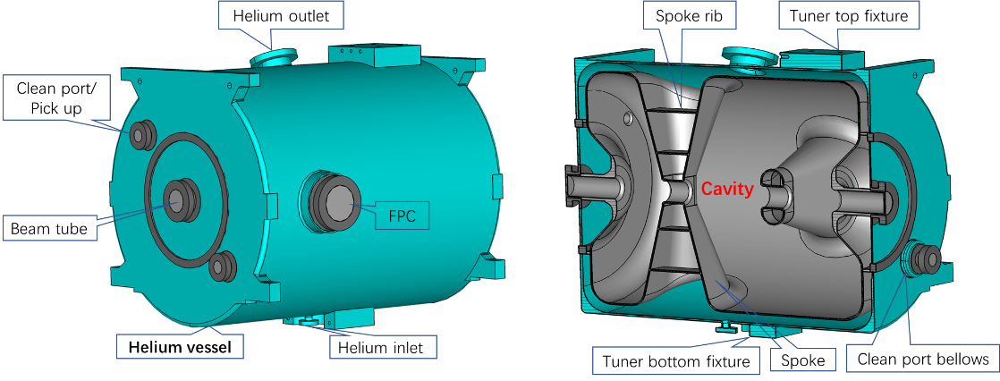 Helium outlet
Clean port/
Pick up
Beam tube
FPC
Helium vessel
Helium inlet
Spoke rib
Tuner top fixture
Cavity
Tuner bottom fixture
Spoke
Clean port bellows